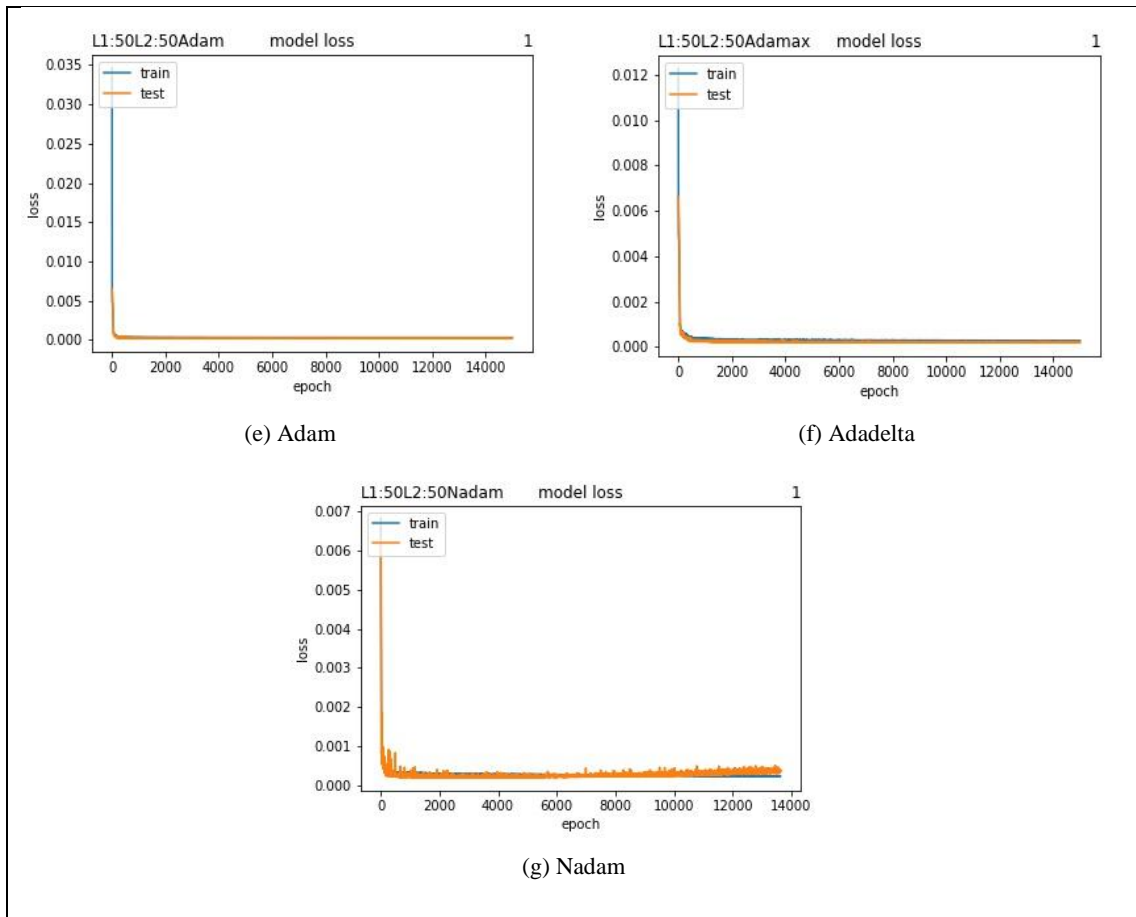 L1:50L2:50Adam model loss 1
train
test
0.035
0.030
0.025
0.020
0.015
0.010
0.005
0.000
loss
0 2000 4000 6000 8000 10000 12000 14000
epoch
(e) Adam
L1:50L2:50Adamax model loss 1
train
test
0.012
0.010
0.008
0.006
0.004
0.002
0.000
loss
0 2000 4000 6000 8000 10000 12000 14000
epoch
(f) Adadelta
L1:50L2:50Nadam model loss 1
train
test
0.007
0.006
0.005
0.004
0.003
0.002
0.001
0.000
loss
0 2000 4000 6000 8000 10000 12000 14000
epoch
(g) Nadam